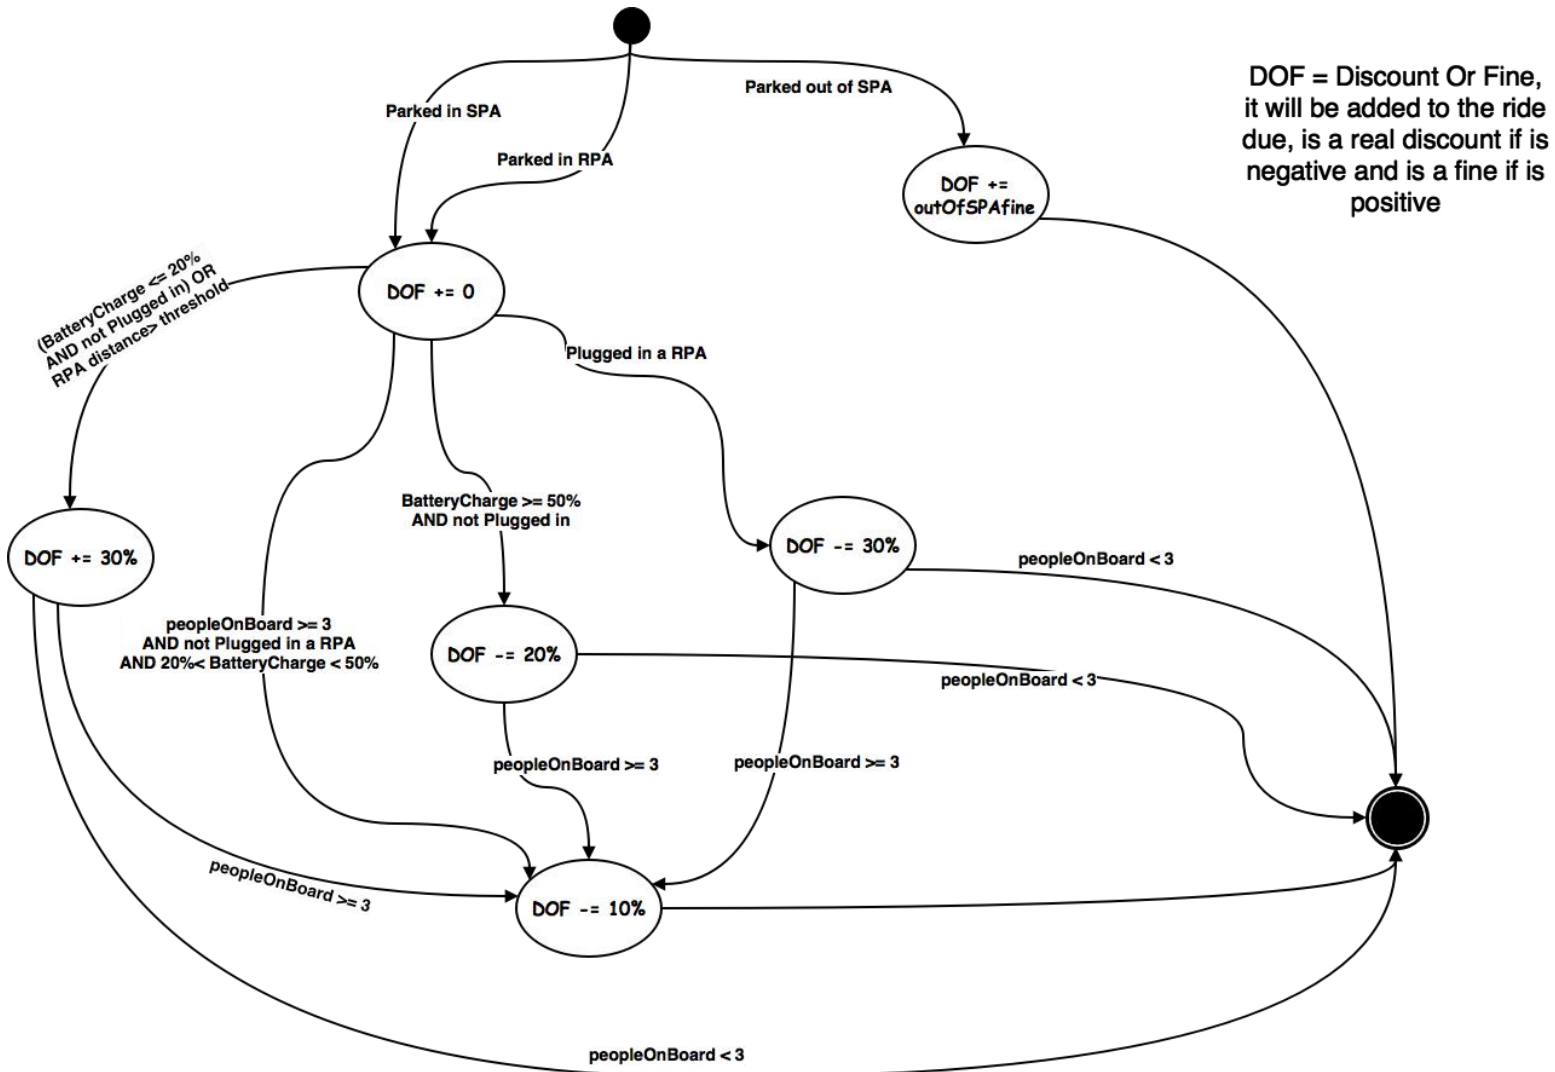 DOF = Discount Or Fine,
it will be added to the ride
due, is a real discount if is
negative and is a fine if is
positive
Parked out of SPA
Parked in SPA
Parked in RPA
DOF +=
outOfSPAfine
(BatteryCharge <= 20%
AND not Plugged in) OR
RPA distance> threshold
DOF += 0
Plugged in a RPA
BatteryCharge >= 50%
AND not Plugged in
DOF += 30%
DOF -= 30%
peopleOnBoard < 3
peopleOnBoard >= 3
AND not Plugged in a RPA
AND 20%< BatteryCharge < 50%
DOF -= 20%
peopleOnBoard < 3
peopleOnBoard >= 3
peopleOnBoard >= 3
peopleOnBoard >= 3
DOF -= 10%
peopleOnBoard < 3